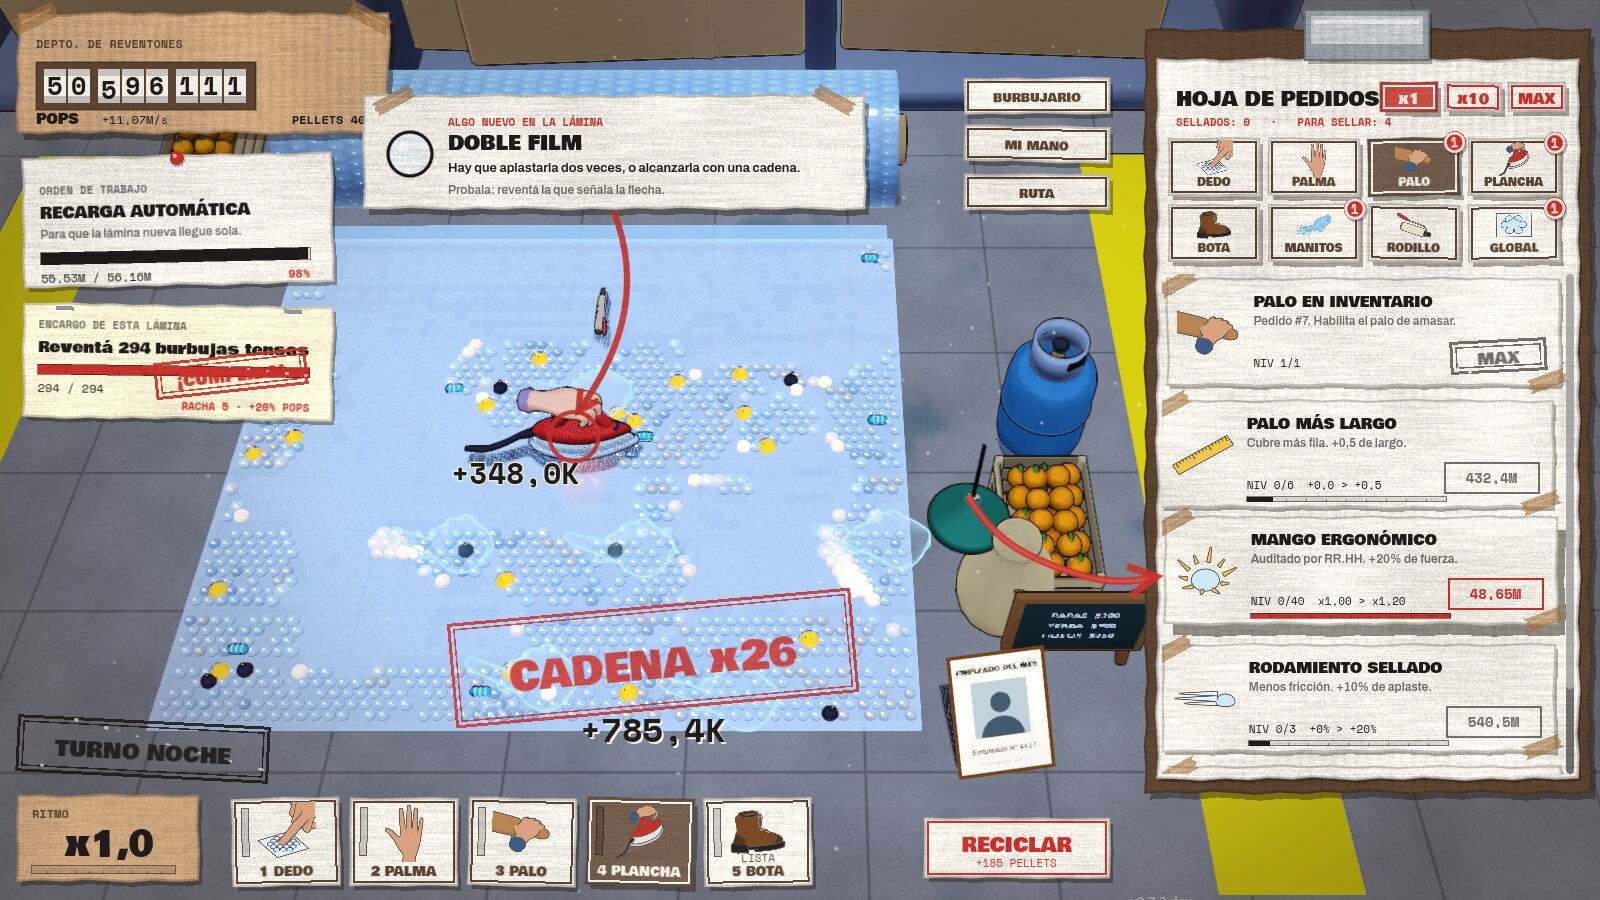 DEPTO. DE REVENTONES
50 596 111
POPS +11,07M/s PELLETS 40
ORDEN DE TRABAJO
RECARGA AUTOMÁTICA
Para que la lámina nueva llegue sola.
55,53M / 56,16M 98%
ENCARGO DE ESTA LÁMINA
Reventá 294 burbujas tensas
294 / 294
RACHA 5 · +20% POPS
ALGO NUEVO EN LA LÁMINA
DOBLE FILM
Hay que aplastarla dos veces, o alcanzarla con una cadena.
Probala: reventá la que señala la flecha.
BURBUJARIO
MI MANO
RUTA
+348,0K
CADENA x26
+785,4K
TURNO NOCHE
RITMO
x1,0
1 DEDO
2 PALMA
3 PALO
4 PLANCHA
LISTA
5 BOTA
RECICLAR
+185 PELLETS
HOJA DE PEDIDOS x1 x10 MAX
SELLADOS: 0 · PARA SELLAR: 4
DEDO
PALMA
PALO 1
PLANCHA 1
BOTA
MANITOS 1
RODILLO
GLOBAL 1
PALO EN INVENTARIO
Pedido #7. Habilita el palo de amasar.
NIV 1/1 MAX
PALO MÁS LARGO
Cubre más fila. +0,5 de largo.
NIV 0/6 +0,0 > +0,5 432,4M
MANGO ERGONÓMICO
Auditado por RR.HH. +20% de fuerza.
NIV 0/40 x1,00 > x1,20 48,65M
RODAMIENTO SELLADO
Menos fricción. +10% de aplaste.
NIV 0/3 +0% > +20% 540,5M